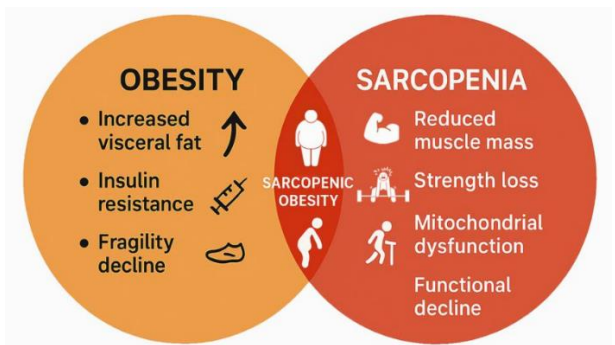 OBESITY
• Increased
visceral fat
• Insulin
resistance
• Fragility
decline
SARCOPENIC
OBESITY
SARCOPENIA
Reduced
muscle mass
Strength loss
Mitochondrial
dysfunction
Functional
decline